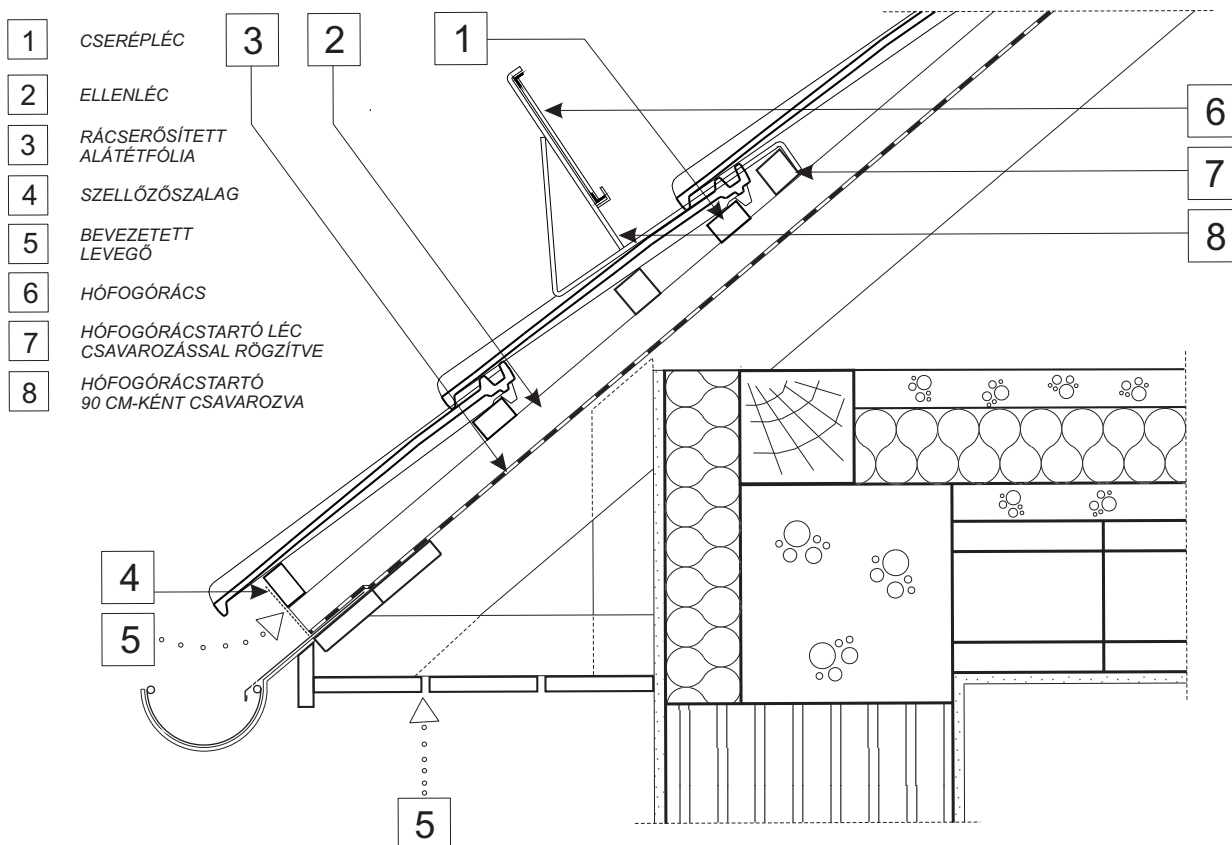 1 CSERÉPLÉC
2 ELLENLÉC
3 RÁCSERŐSÍTETT
ALÁTÉTFÓLIA
4 SZELLŐZŐSZALAG
5 BEVEZETETT
LEVEGŐ
6 HÓFOGÓRÁCS
7 HÓFOGÓRÁCSTARTÓ LÉC
CSAVAROZÁSSAL RÖGZÍTVE
8 HÓFOGÓRÁCSTARTÓ
90 CM-KÉNT CSAVAROZVA
3
2
1
6
7
8
4
5
5